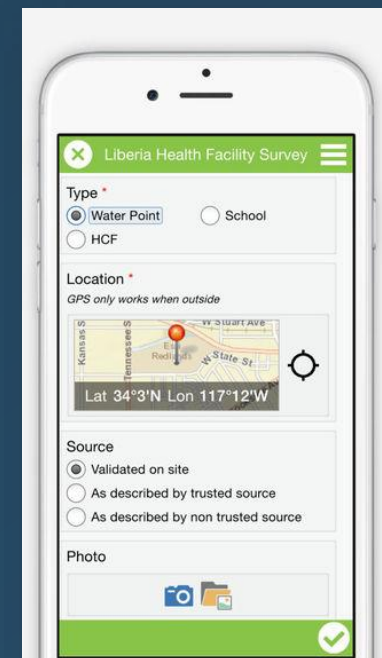 Liberia Health Facility Survey
Type *
Water Point School
HCF
Location *
GPS only works when outside
Kansas S
Tennessee S
W Stuart Ave
Redlands
W State St
Lat 34°3'N Lon 117°12'W
Source
Validated on site
As described by trusted source
As described by non trusted source
Photo